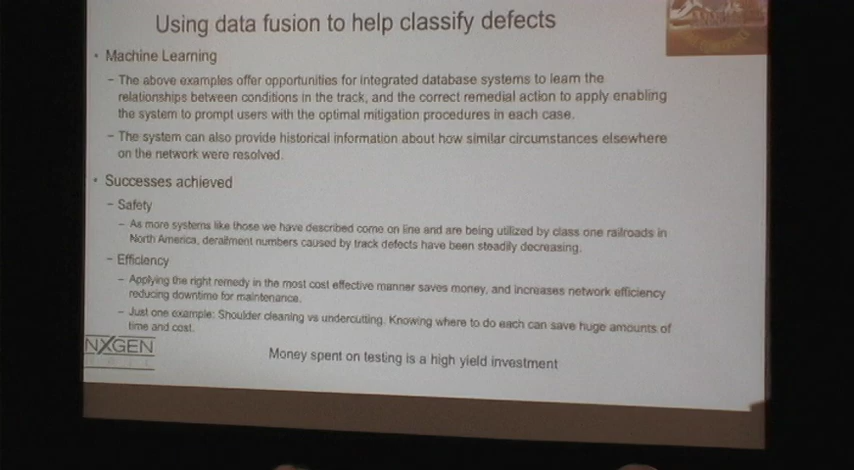 Using data fusion to help classify defects
• Machine Learning
– The above examples offer opportunities for integrated database systems to learn the
relationships between conditions in the track, and the correct remedial action to apply enabling
the system to prompt users with the optimal mitigation procedures in each case.
– The system can also provide historical information about how similar circumstances elsewhere
on the network were resolved.
• Successes achieved
– Safety
– As more systems like those we have described come on line and are being utilized by class one railroads in
North America, derailment numbers caused by track defects have been steadily decreasing.
– Efficiency
– Applying the right remedy in the most cost effective manner saves money, and increases network efficiency
reducing downtime for maintenance.
– Just one example: Shoulder cleaning vs undercutting. Knowing where to do each can save huge amounts of
time and cost.
NXGEN
Money spent on testing is a high yield investment